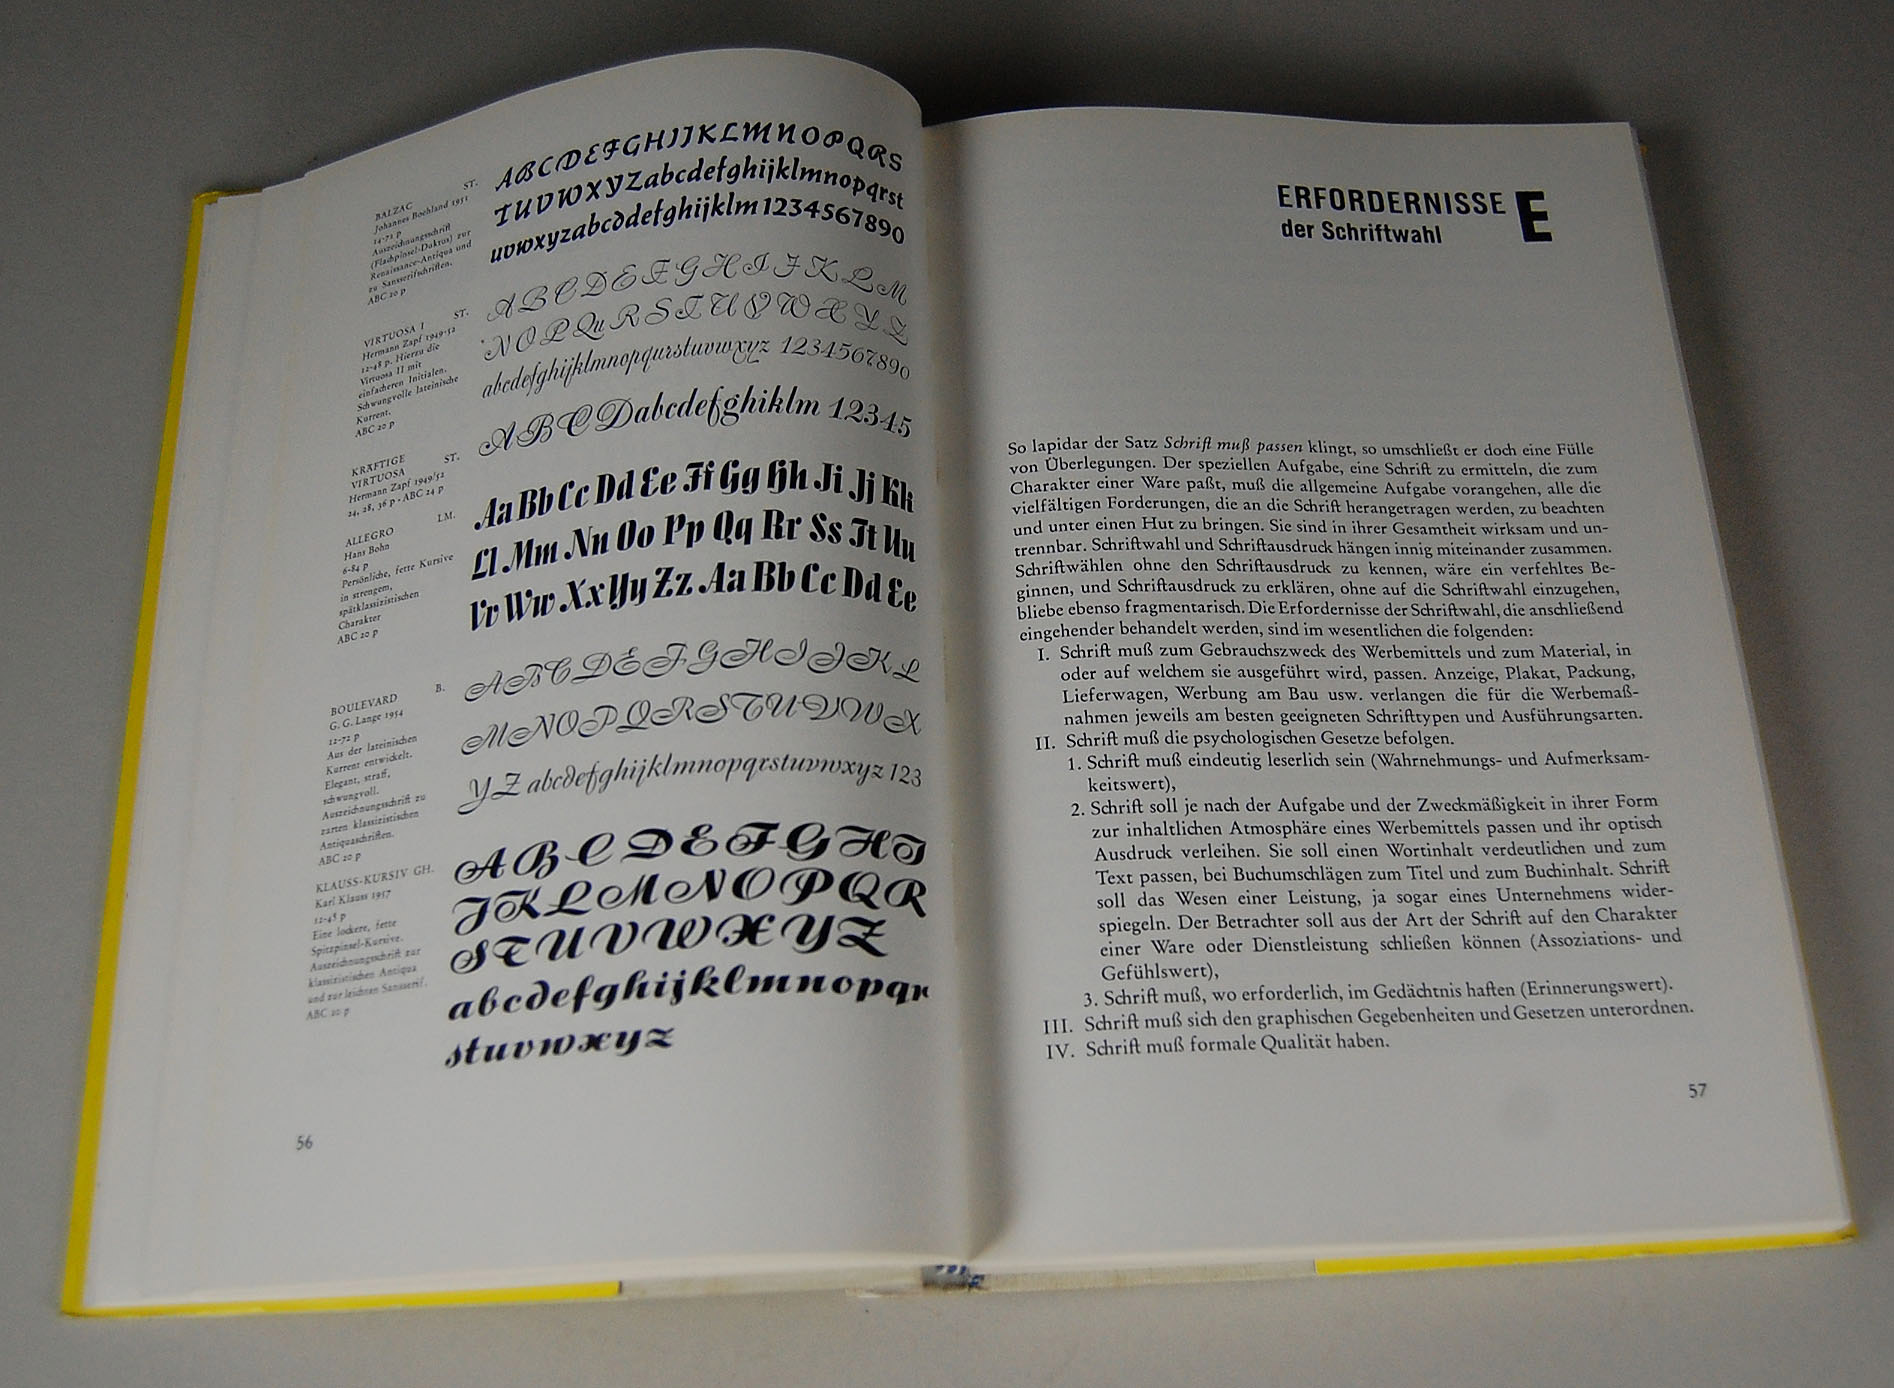 BALZAC ST.
Johannes Boehland 1951
14-72 p
Auszeichnungsschrift
(Flachpinsel-Duktus) zur
Renaissance-Antiqua und
zu Sansserifschriften.
ABC 20 p
ABCDEFGHIJKLMNOPQRS
TUVWXYZabcdefghijklmnopqrst
uvwxyzabcddefghijklm1234567890
VIRTUOSA I ST.
Hermann Zapf 1949-52
12-48 p. Hierzu die
Virtuosa II mit
einfacheren Initialen.
Schwungvolle lateinische
Kurrent.
ABC 20 p
ABCDEFGHIJKLM
NOPQuRSTUVWXYZ
abcdefghijklmnopqurstuvwxyz 1234567890
KRÄFTIGE ST.
VIRTUOSA
Hermann Zapf 1949/52
24, 28, 36 p · ABC 24 p
ABCDabcdefghiklm 12345
ALLEGRO LM.
Hans Bohn
6-84 p
Persönliche, fette Kursive
in strengem,
spätklassizistischen
Charakter
ABC 20 p
Aa Bb Cc Dd Ee Ff Gg Hh Ji Jj Kk
Ll Mm Nn Oo Pp Qq Rr Ss Tt Uu
Vv Ww Xx Yy Zz Aa Bb Cc Dd Ee
BOULEVARD B.
G. G. Lange 1954
12-72 p
Aus der lateinischen
Kurrent entwickelt.
Elegant, straff,
schwungvoll.
Auszeichnungsschrift zu
zarten klassizistischen
Antiquaschriften.
ABC 20 p
ABCDEFGHIJKL
MNOPQRSTUVWX
YZ abcdefghijklmnopqrstuvwxyz 123
KLAUSS-KURSIV GH.
Karl Klauss 1957
12-48 p
Eine lockere, fette
Spitzpinsel-Kursive.
Auszeichnungsschrift zur
klassizistischen Antiqua
und zur leichten Sansserif.
ABC 20 p
ABCDEFGHI
JKLMNOPQR
STUVWXYZ
abcdefghijklmnopqr
stuvwxyz
56
ERFORDERNISSE E
der Schriftwahl
So lapidar der Satz Schrift muß passen klingt, so umschließt er doch eine Fülle
von Überlegungen. Der speziellen Aufgabe, eine Schrift zu ermitteln, die zum
Charakter einer Ware paßt, muß die allgemeine Aufgabe vorangehen, alle die
vielfältigen Forderungen, die an die Schrift herangetragen werden, zu beachten
und unter einen Hut zu bringen. Sie sind in ihrer Gesamtheit wirksam und un-
trennbar. Schriftwahl und Schriftausdruck hängen innig miteinander zusammen.
Schriftwählen ohne den Schriftausdruck zu kennen, wäre ein verfehltes Be-
ginnen, und Schriftausdruck zu erklären, ohne auf die Schriftwahl einzugehen,
bliebe ebenso fragmentarisch. Die Erfordernisse der Schriftwahl, die anschließend
eingehender behandelt werden, sind im wesentlichen die folgenden:
I. Schrift muß zum Gebrauchszweck des Werbemittels und zum Material, in
oder auf welchem sie ausgeführt wird, passen. Anzeige, Plakat, Packung,
Lieferwagen, Werbung am Bau usw. verlangen die für die Werbemaß-
nahmen jeweils am besten geeigneten Schrifttypen und Ausführungsarten.
II. Schrift muß die psychologischen Gesetze befolgen.
1. Schrift muß eindeutig leserlich sein (Wahrnehmungs- und Aufmerksam-
keitswert),
2. Schrift soll je nach der Aufgabe und der Zweckmäßigkeit in ihrer Form
zur inhaltlichen Atmosphäre eines Werbemittels passen und ihr optisch
Ausdruck verleihen. Sie soll einen Wortinhalt verdeutlichen und zum
Text passen, bei Buchumschlägen zum Titel und zum Buchinhalt. Schrift
soll das Wesen einer Leistung, ja sogar eines Unternehmens wider-
spiegeln. Der Betrachter soll aus der Art der Schrift auf den Charakter
einer Ware oder Dienstleistung schließen können (Assoziations- und
Gefühlswert),
3. Schrift muß, wo erforderlich, im Gedächtnis haften (Erinnerungswert).
III. Schrift muß sich den graphischen Gegebenheiten und Gesetzen unterordnen.
IV. Schrift muß formale Qualität haben.
57